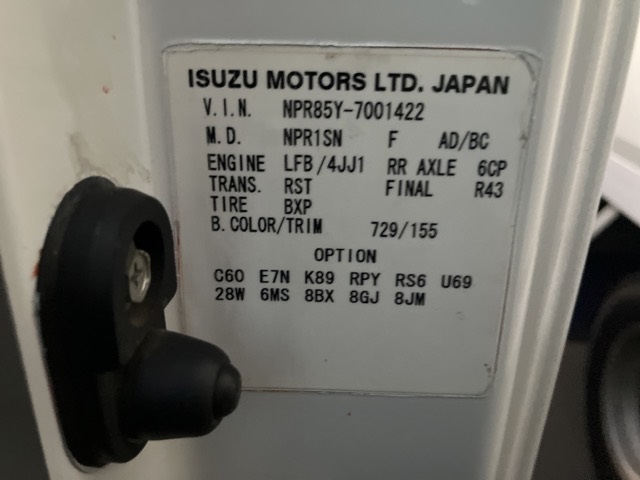 ISUZU MOTORS LTD. JAPAN
V.I.N. NPR85Y-7001422
M.D. NPR1SN F AD/BC
ENGINE LFB/4JJ1 RR AXLE 6CP
TRANS. RST FINAL R43
TIRE BXP
B.COLOR/TRIM 729/155
OPTION
C60 E7N K89 RPY RS6 U69
28W 6MS 8BX 8GJ 8JM